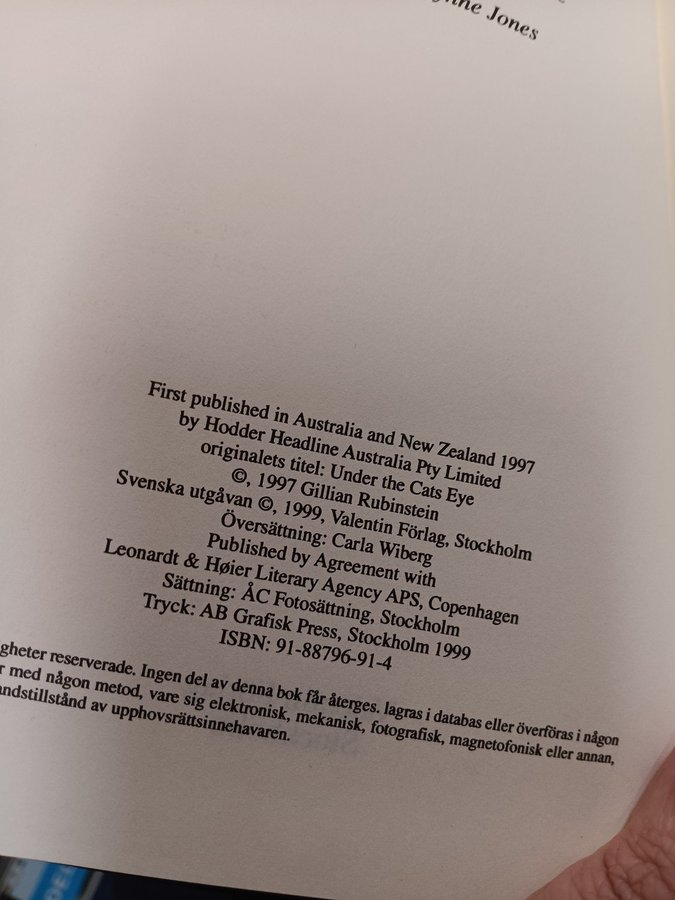 Jones
First published in Australia and New Zealand 1997
by Hodder Headline Australia Pty Limited
originalets titel: Under the Cats Eye
©, 1997 Gillian Rubinstein
Svenska utgåvan ©, 1999, Valentin Förlag, Stockholm
Översättning: Carla Wiberg
Published by Agreement with
Leonardt & Høier Literary Agency APS, Copenhagen
Sättning: ÅC Fotosättning, Stockholm
Tryck: AB Grafisk Press, Stockholm 1999
ISBN: 91-88796-91-4
gheter reserverade. Ingen del av denna bok får återges. lagras i databas eller överföras i någon
r med någon metod, vare sig elektronisk, mekanisk, fotografisk, magnetofonisk eller annan,
andstillstånd av upphovsrättsinnehavaren.